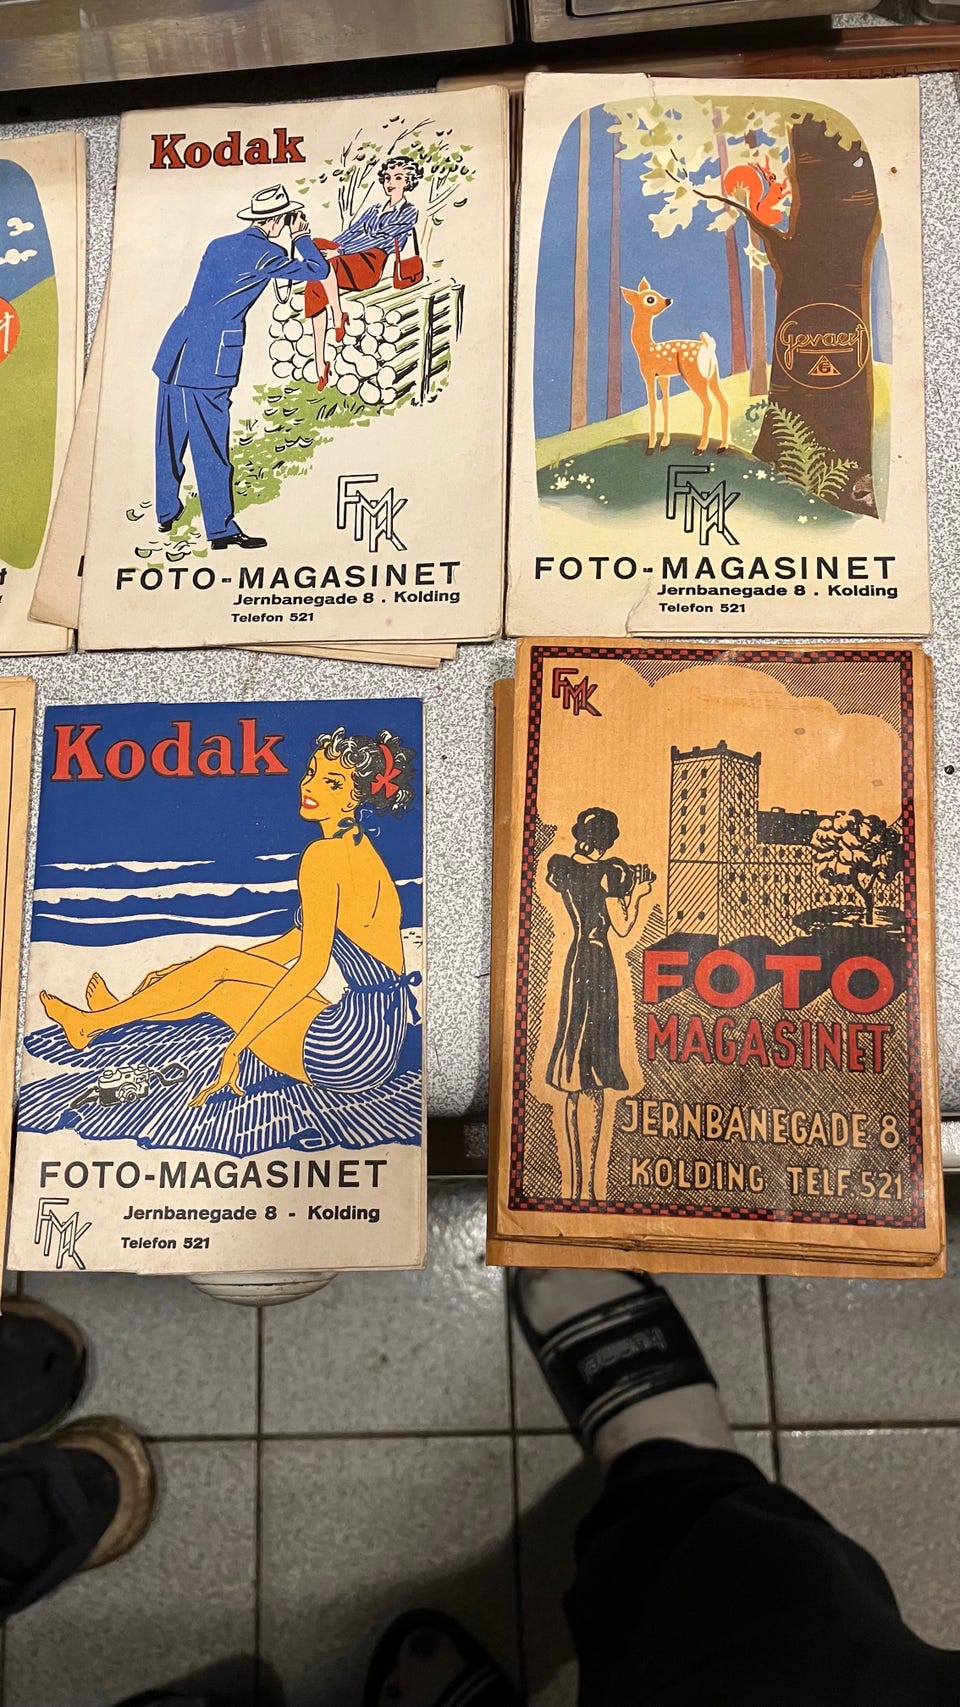 Kodak
FMK
FOTO-MAGASINET
Jernbanegade 8 . Kolding
Telefon 521
Gevaert
G
FMK
FOTO-MAGASINET
Jernbanegade 8 . Kolding
Telefon 521
Kodak
FOTO-MAGASINET
Jernbanegade 8 - Kolding
Telefon 521
FMK
FMK
FOTO
MAGASINET
JERNBANEGADE 8
KOLDING TELF. 521